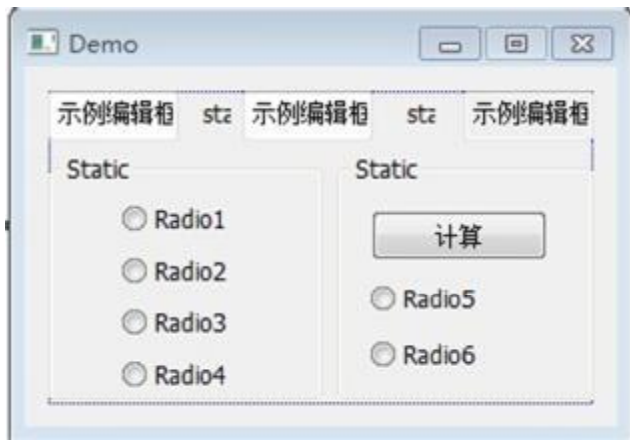 Demo
示例编辑框 sta 示例编辑框 sta 示例编辑框
Static
Radio1
Radio2
Radio3
Radio4
Static
计算
Radio5
Radio6